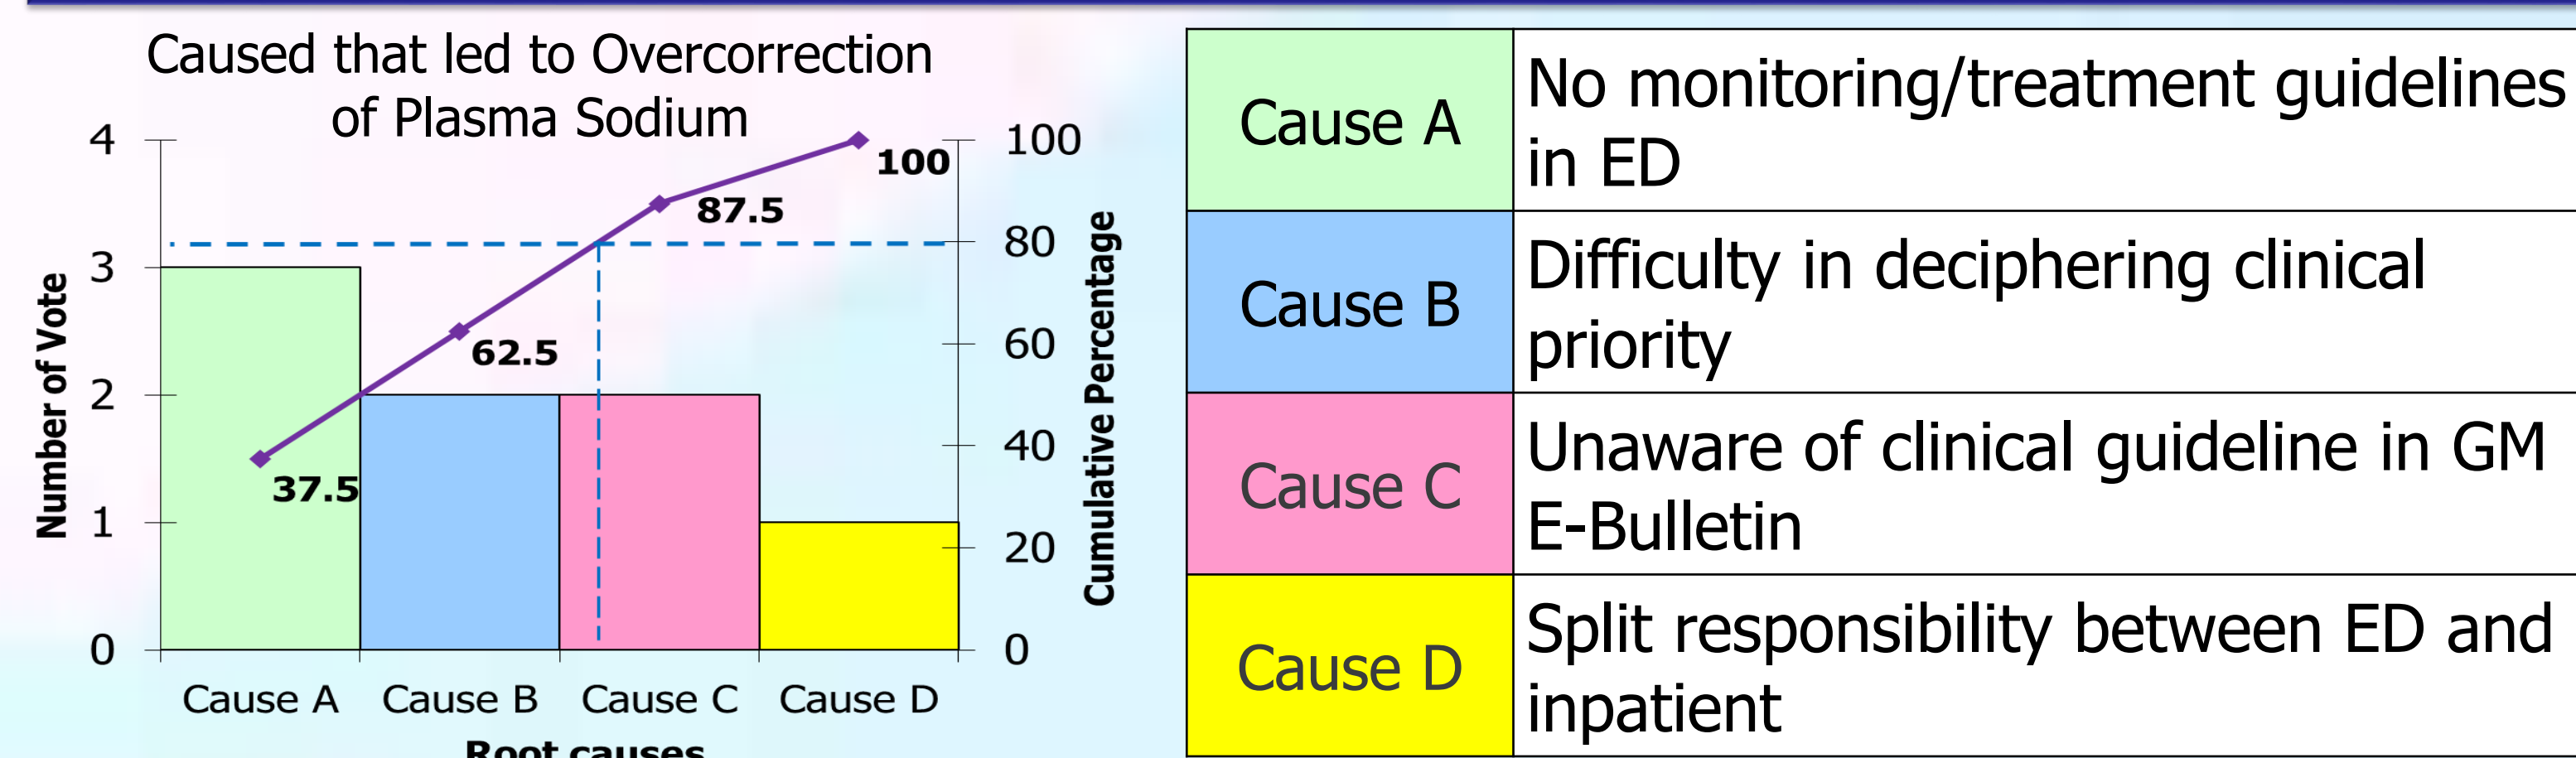 Caused that led to Overcorrection
of Plasma Sodium
4
3
2
1
0
Number of Vote
37.5
62.5
87.5
100
100
80
60
40
20
0
Cumulative Percentage
Cause A
Cause B
Cause C
Cause D
Root causes
Cause A
No monitoring/treatment guidelines
in ED
Cause B
Difficulty in deciphering clinical
priority
Cause C
Unaware of clinical guideline in GM
E-Bulletin
Cause D
Split responsibility between ED and
inpatient